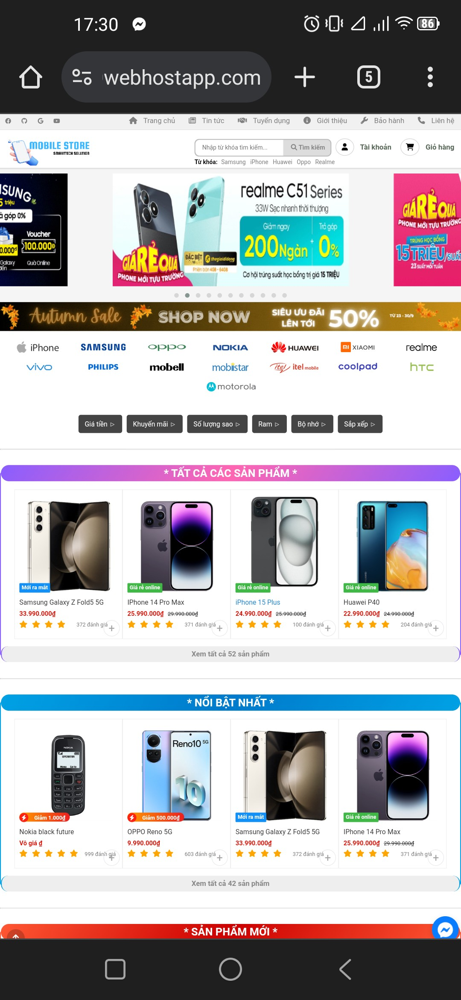 17:30
86
webhostapp.com
5
Trang chủ
Tin tức
Tuyển dụng
Giới thiệu
Bảo hành
Liên hệ
MOBILE STORE
SMARTTECH SOLUTION
Nhập từ khóa tìm kiếm...
Tìm kiếm
Tài khoản
Giỏ hàng
Từ khóa: Samsung iPhone Huawei Oppo Realme
5 triệu
góp 0%
Voucher
100.000Đ
Galaxy
Quà Online
realme C51 Series
33W Sạc nhanh thời thượng
Giảm ngay
Trả góp
200Ngàn
+
0%
GIÁ RẺ QUÁ
PHONE MỚI TỰU TRƯỜNG
ĐẶC BIỆT
tại
thegioididong
Phiên bản 4GB - 64GB
Cơ hội trúng suất học bổng trị giá 15 TRIỆU
GIÁ RẺ QUÁ
PHONE MỚI TỰU TRƯỜNG
TRÚNG HỌC BỔNG
15 TRIỆU/SUẤT
23 SUẤT MỖI TUẦN
Autumn Sale
SHOP NOW
SIÊU ƯU ĐÃI
LÊN TỚI
50%
TỪ 23 - 30/9
iPhone
SAMSUNG
oppo
NOKIA
HUAWEI
mi XIAOMI
realme
vivo
PHILIPS
mobell
mobiistar
itel itel mobile
coolpad
hTC
motorola
Giá tiền ▷
Khuyến mãi ▷
Số lượng sao ▷
Ram ▷
Bộ nhớ ▷
Sắp xếp ▷
* TẤT CẢ CÁC SẢN PHẨM *
Mới ra mắt
Samsung Galaxy Z Fold5 5G
33.990.000₫
372 đánh giá
+
Giá rẻ online
IPhone 14 Pro Max
25.990.000₫ 29.990.000₫
371 đánh giá
+
Giá rẻ online
iPhone 15 Plus
24.990.000₫ 25.990.000₫
100 đánh giá
+
Giá rẻ online
Huawei P40
22.990.000₫ 24.990.000₫
204 đánh giá
+
Xem tất cả 52 sản phẩm
* NỔI BẬT NHẤT *
NOKIA
OPERATOR
Menu Go to
Giảm 1.000₫
Nokia black future
Vô giá ₫
999 đánh giá
+
Reno10 5G
10
Giảm 500.000₫
OPPO Reno 5G
9.990.000₫
603 đánh giá
+
Mới ra mắt
Samsung Galaxy Z Fold5 5G
33.990.000₫
372 đánh giá
+
Giá rẻ online
IPhone 14 Pro Max
25.990.000₫ 29.990.000₫
371 đánh giá
+
Xem tất cả 42 sản phẩm
* SẢN PHẨM MỚI *